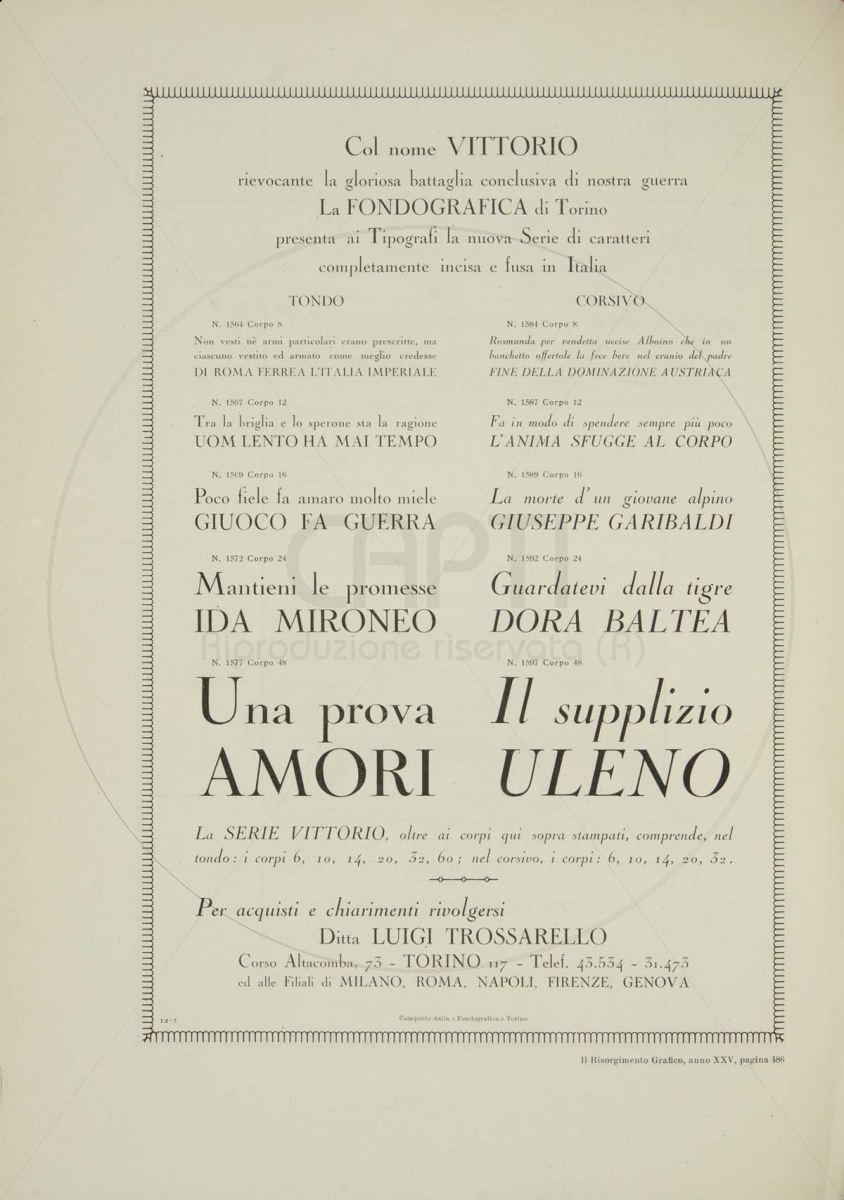 Col nome VITTORIO
rievocante la gloriosa battaglia conclusiva di nostra guerra
La FONDOGRAFICA di Torino
presenta ai Tipografi la nuova Serie di caratteri
completamente incisa e fusa in Italia
TONDO
N. 1564 Corpo 8
Non vesti nè armi particolari erano prescritte, ma
ciascuno vestito ed armato come meglio credesse
DI ROMA FERREA L'ITALIA IMPERIALE
N. 1567 Corpo 12
Tra la briglia e lo sperone sta la ragione
UOM LENTO HA MAI TEMPO
N. 1569 Corpo 16
Poco fiele fa amaro molto miele
GIUOCO FA GUERRA
N. 1572 Corpo 24
Mantieni le promesse
IDA MIRONEO
N. 1577 Corpo 48
Una prova
AMORI
CORSIVO
N. 1584 Corpo 8
Rosmunda per vendetta uccise Alboino che in un
banchetto offertole la fece bere nel cranio del padre
FINE DELLA DOMINAZIONE AUSTRIACA
N. 1587 Corpo 12
Fa in modo di spendere sempre più poco
L'ANIMA SFUGGE AL CORPO
N. 1589 Corpo 16
La morte d'un giovane alpino
GIUSEPPE GARIBALDI
N. 1592 Corpo 24
Guardatevi dalla tigre
DORA BALTEA
N. 1597 Corpo 48
Il supplizio
ULENO
La SERIE VITTORIO, oltre ai corpi qui sopra stampati, comprende, nel
tondo: i corpi 6, 10, 14, 20, 32, 60; nel corsivo, i corpi: 6, 10, 14, 20, 32.
Per acquisti e chiarimenti rivolgersi
Ditta LUIGI TROSSARELLO
Corso Altacomba, 73 - TORINO 117 - Telef. 43.534 - 31.473
ed alle Filiali di MILANO, ROMA, NAPOLI, FIRENZE, GENOVA
12-7
Composto dalla « Fondografica » Torino
Il Risorgimento Grafico, anno XXV, pagina 486
CAPTI
Riproduzione riservata (R)